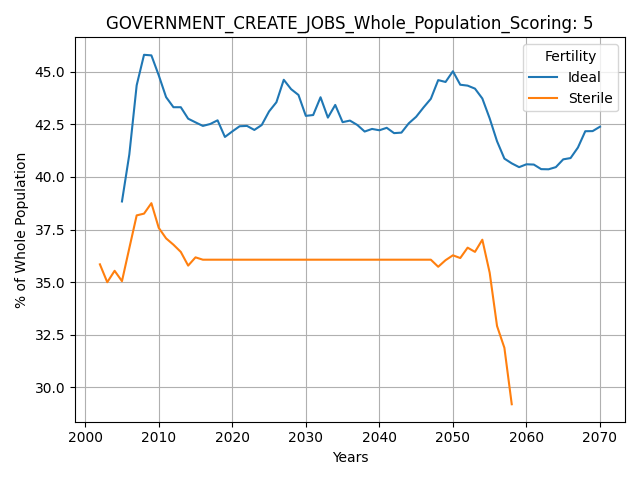 GOVERNMENT_CREATE_JOBS_Whole_Population_Scoring: 5
Fertility
Ideal
Sterile
% of Whole Population
45.0
42.5
40.0
37.5
35.0
32.5
30.0
2000 2010 2020 2030 2040 2050 2060 2070
Years